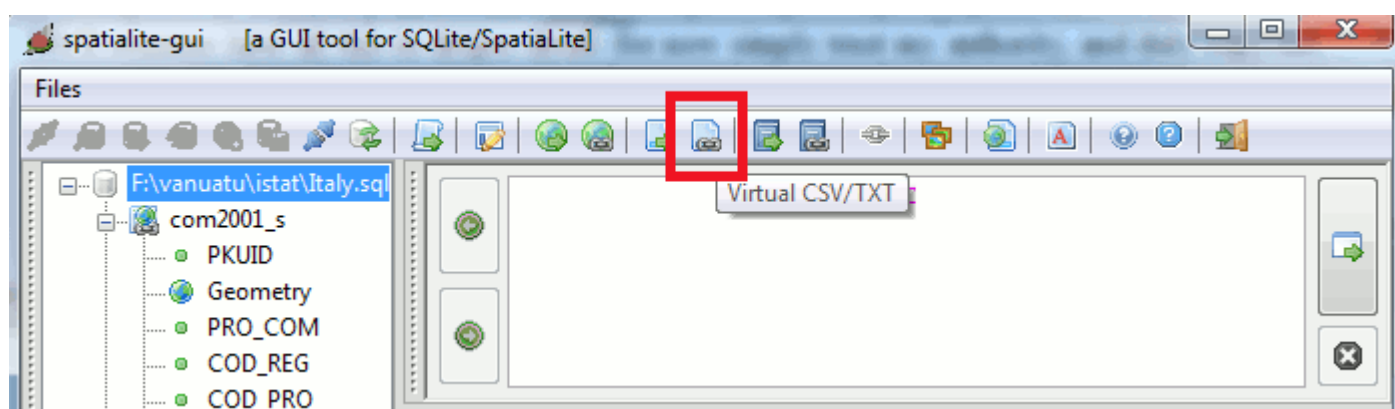 spatialite-gui [a GUI tool for SQLite/SpatiaLite]
Files
Virtual CSV/TXT
F:\vanuatu\istat\Italy.sql
com2001_s
PKUID
Geometry
PRO_COM
COD_REG
COD_PRO